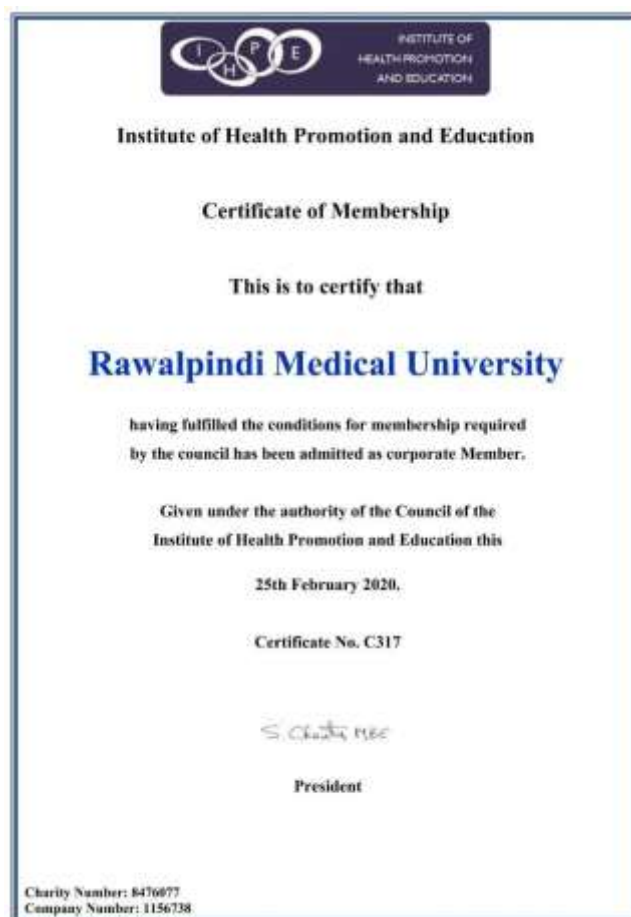 I H P E
INSTITUTE OF
HEALTH PROMOTION
AND EDUCATION
Institute of Health Promotion and Education
Certificate of Membership
This is to certify that
Rawalpindi Medical University
having fulfilled the conditions for membership required
by the council has been admitted as corporate Member.
Given under the authority of the Council of the
Institute of Health Promotion and Education this
25th February 2020.
Certificate No. C317
S. Charter MBE
President
Charity Number: 8476077
Company Number: 1156738